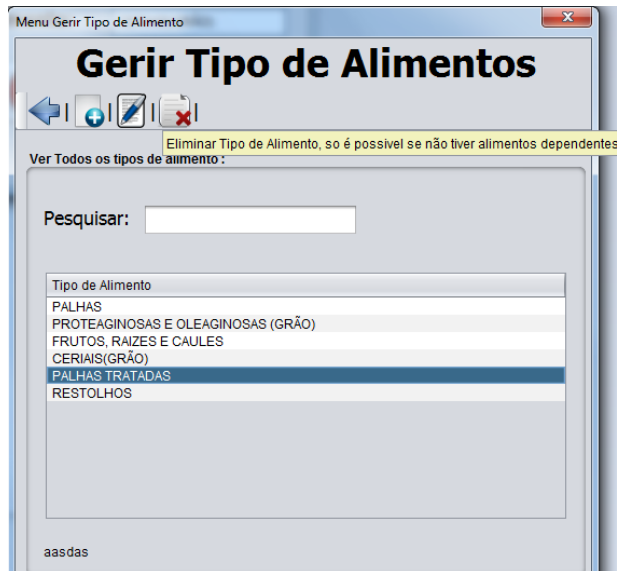 Menu Gerir Tipo de Alimento
Gerir Tipo de Alimentos
Eliminar Tipo de Alimento, so é possivel se não tiver alimentos dependentes
Ver Todos os tipos de alimento :
Pesquisar:
Tipo de Alimento
PALHAS
PROTEAGINOSAS E OLEAGINOSAS (GRÃO)
FRUTOS, RAIZES E CAULES
CERIAIS(GRÃO)
PALHAS TRATADAS
RESTOLHOS
aasdas